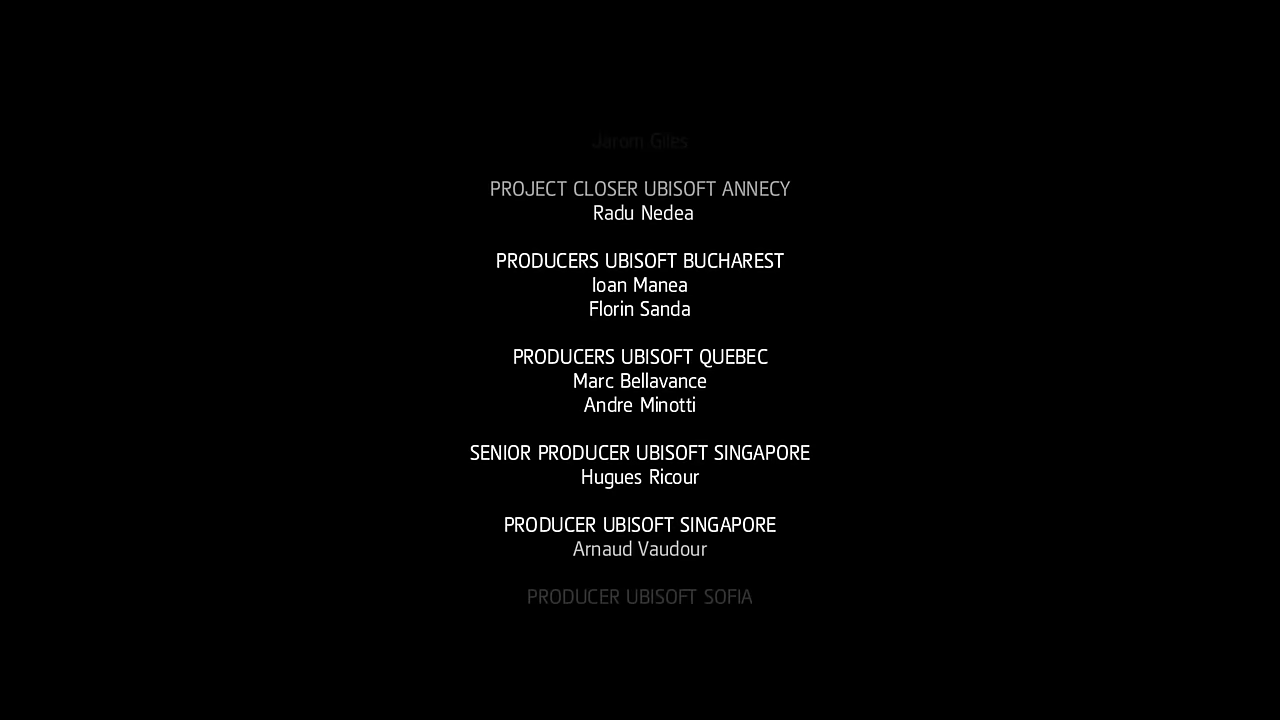 Jarom Giles
PROJECT CLOSER UBISOFT ANNECY
Radu Nedea
PRODUCERS UBISOFT BUCHAREST
Ioan Manea
Florin Sanda
PRODUCERS UBISOFT QUEBEC
Marc Bellavance
Andre Minotti
SENIOR PRODUCER UBISOFT SINGAPORE
Hugues Ricour
PRODUCER UBISOFT SINGAPORE
Arnaud Vaudour
PRODUCER UBISOFT SOFIA